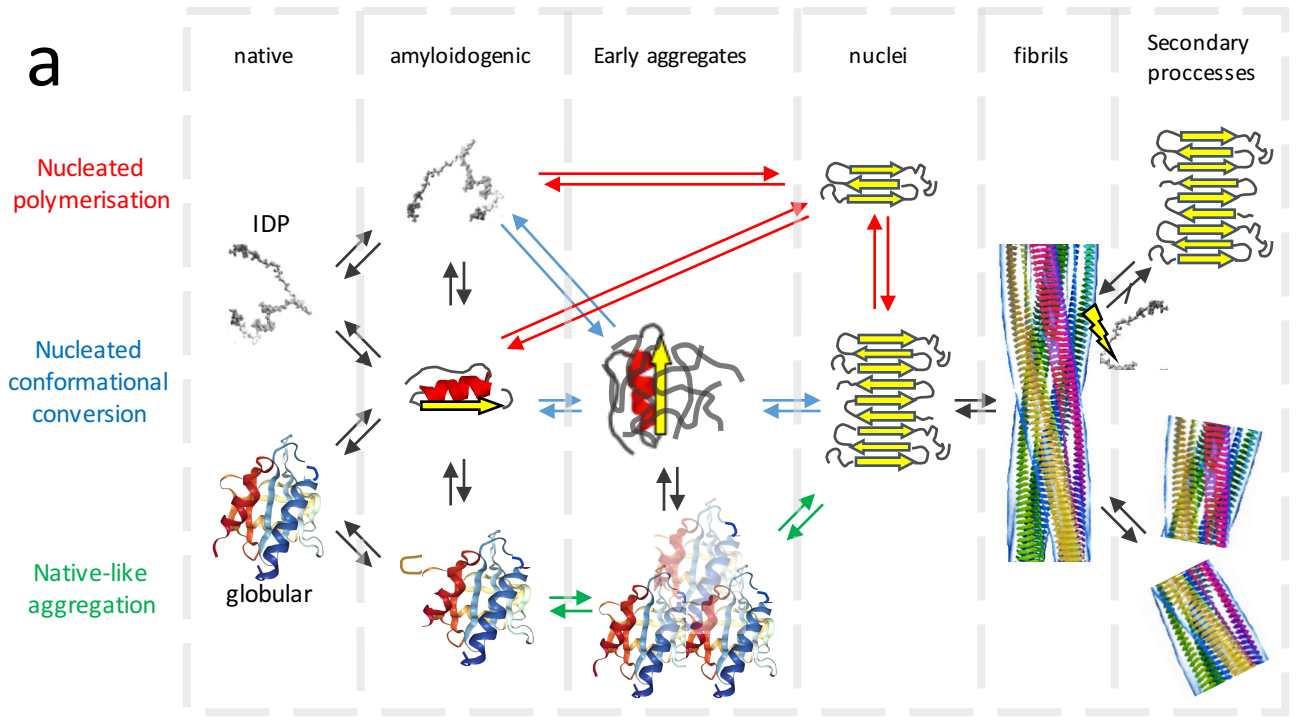 a
native
amyloidogenic
Early aggregates
nuclei
fibrils
Secondary
proccesses
Nucleated
polymerisation
IDP
Nucleated
conformational
conversion
globular
Native-like
aggregation